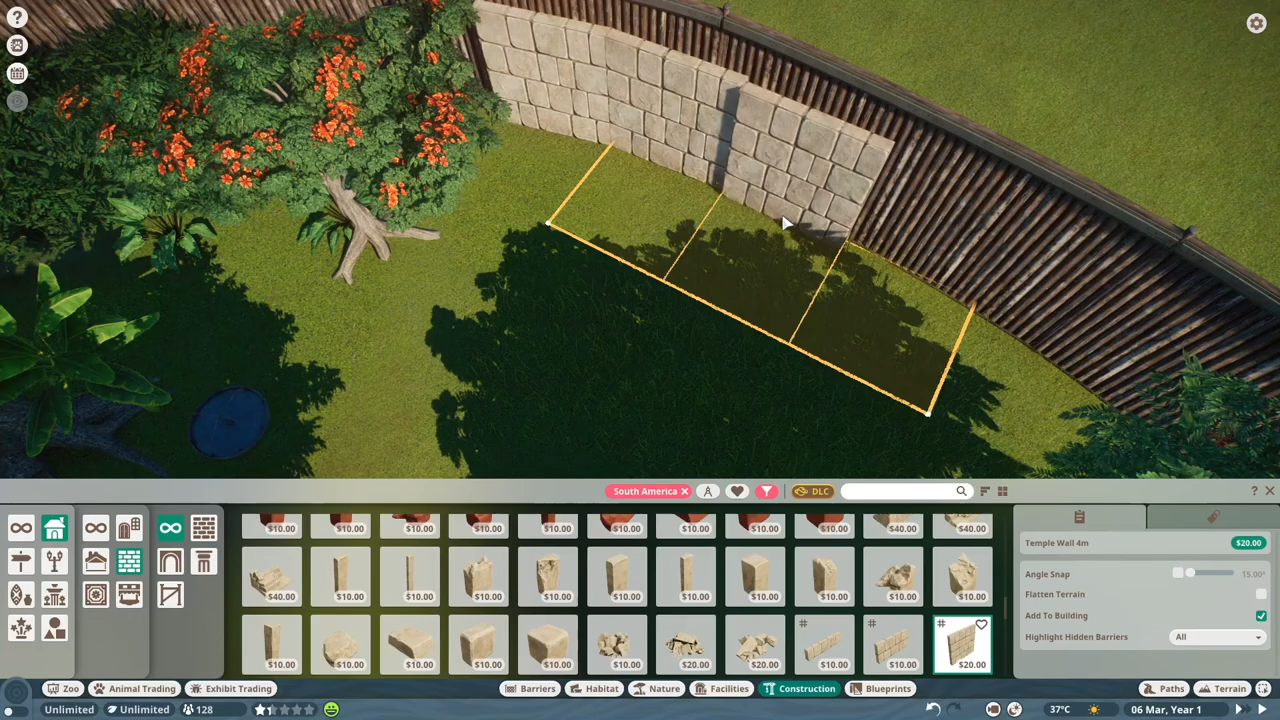 ?
South America ×
DLC
? ×
$10.00 $10.00 $10.00 $10.00 $10.00 $10.00 $10.00 $10.00 $10.00 $40.00 $40.00
$40.00 $10.00 $10.00 $10.00 $10.00 $10.00 $10.00 $10.00 $10.00 $10.00 $10.00
$10.00 $10.00 $10.00 $10.00 $10.00 $10.00 $20.00 $20.00 # $10.00 # $10.00 # $20.00
Temple Wall 4m $20.00
Angle Snap 15.00°
Flatten Terrain
Add To Building
Highlight Hidden Barriers All
Zoo Animal Trading Exhibit Trading Barriers Habitat Nature Facilities Construction Blueprints Paths Terrain
Unlimited Unlimited 128 37°C 06 Mar, Year 1